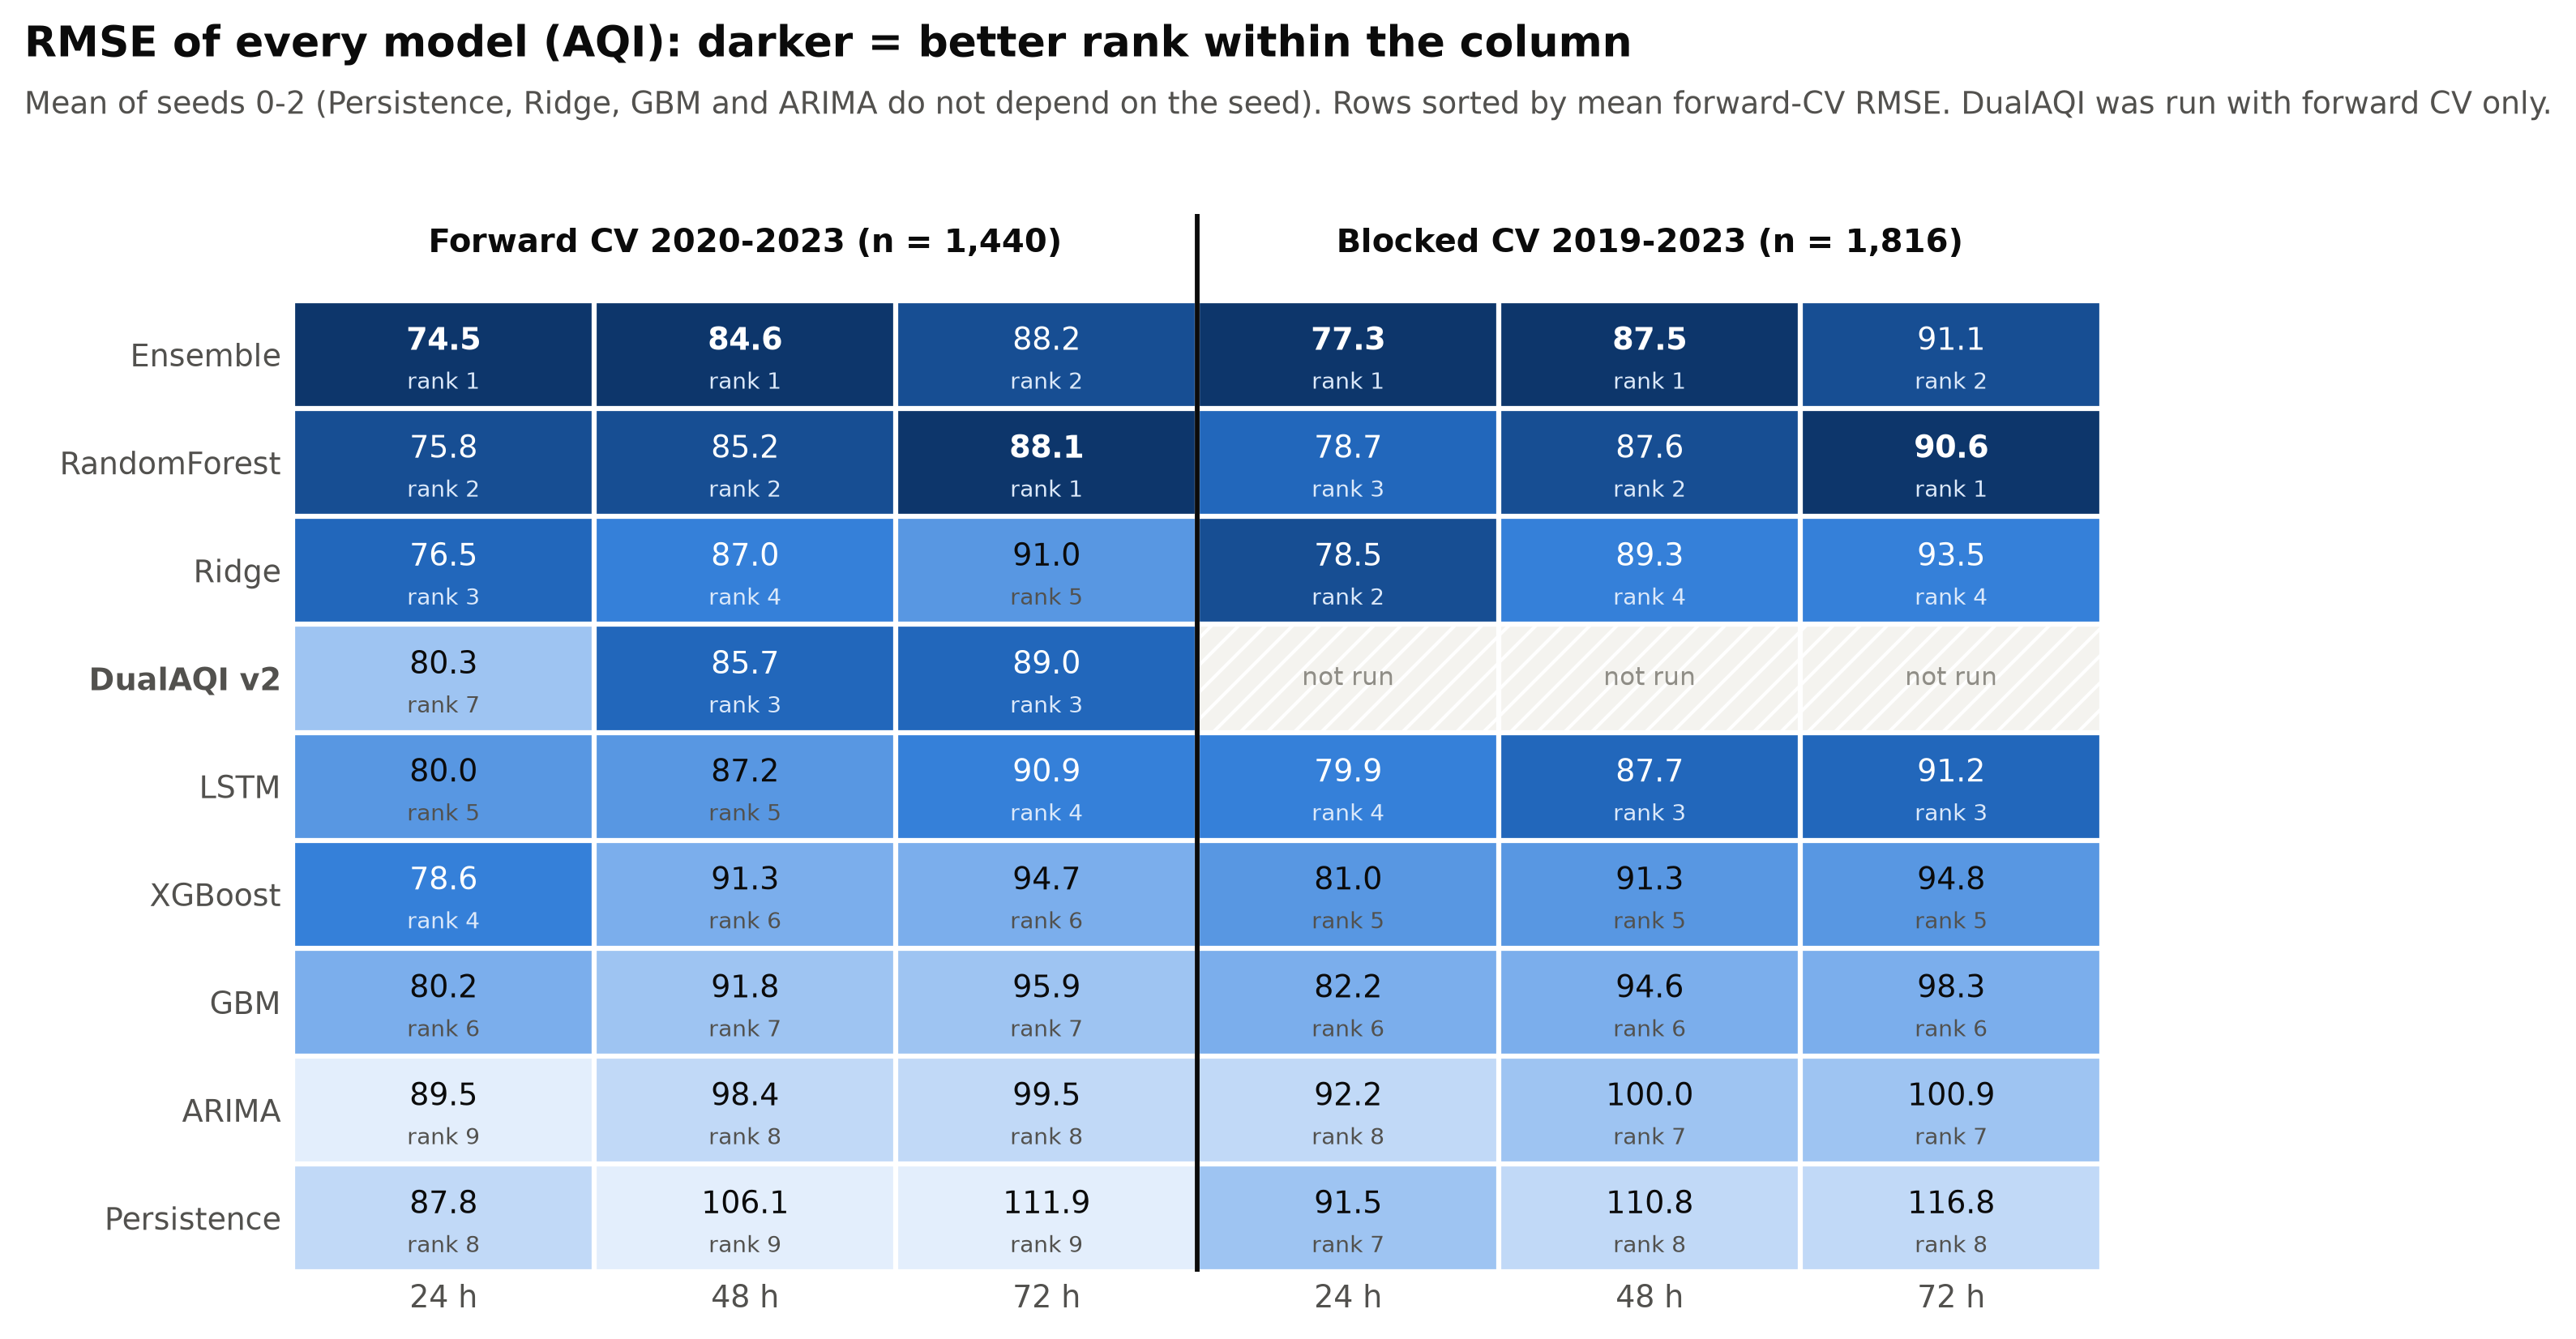 RMSE of every model (AQI): darker = better rank within the column
Mean of seeds 0-2 (Persistence, Ridge, GBM and ARIMA do not depend on the seed). Rows sorted by mean forward-CV RMSE. DualAQI was run with forward CV only.
Forward CV 2020-2023 (n = 1,440) Blocked CV 2019-2023 (n = 1,816)
74.5 84.6 88.2 77.3 87.5 91.1
Ensemble
rank 1 rank 1 rank 2 rank 1 rank 1 rank 2
75.8 85.2 88.1 78.7 87.6 90.6
RandomForest
rank 2 rank 2 rank 1 rank 3 rank 2 rank 1
76.5 87.0 91.0 78.5 89.3 93.5
Ridge
rank 3 rank 4 rank 5 rank 2 rank 4 rank 4
80.3 85.7 89.0
DualAQI v2 not run not run not run
rank 7 rank 3 rank 3
80.0 87.2 90.9 79.9 87.7 91.2
LSTM
rank 5 rank 5 rank 4 rank 4 rank 3 rank 3
78.6 91.3 94.7 81.0 91.3 94.8
XGBoost
rank 4 rank 6 rank 6 rank 5 rank 5 rank 5
80.2 91.8 95.9 82.2 94.6 98.3
GBM
rank 6 rank 7 rank 7 rank 6 rank 6 rank 6
89.5 98.4 99.5 92.2 100.0 100.9
ARIMA
rank 9 rank 8 rank 8 rank 8 rank 7 rank 7
87.8 106.1 111.9 91.5 110.8 116.8
Persistence
rank 8 rank 9 rank 9 rank 7 rank 8 rank 8
24 h 48 h 72 h 24 h 48 h 72 h